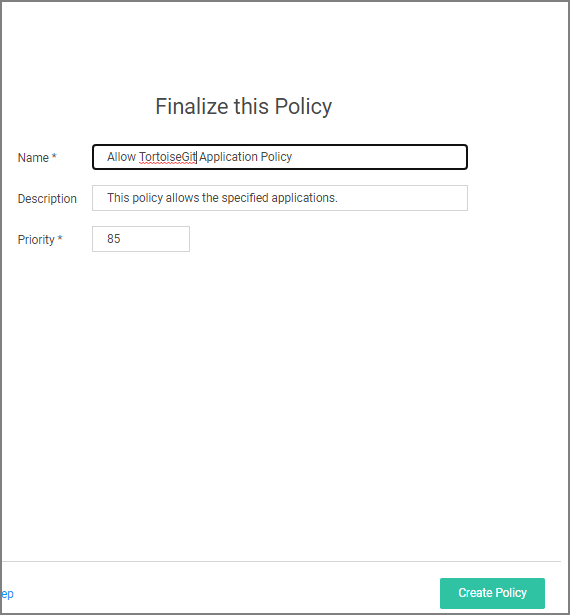 Finalize this Policy
Name * Allow TortoiseGit Application Policy
Description This policy allows the specified applications.
Priority * 85
ep Create Policy